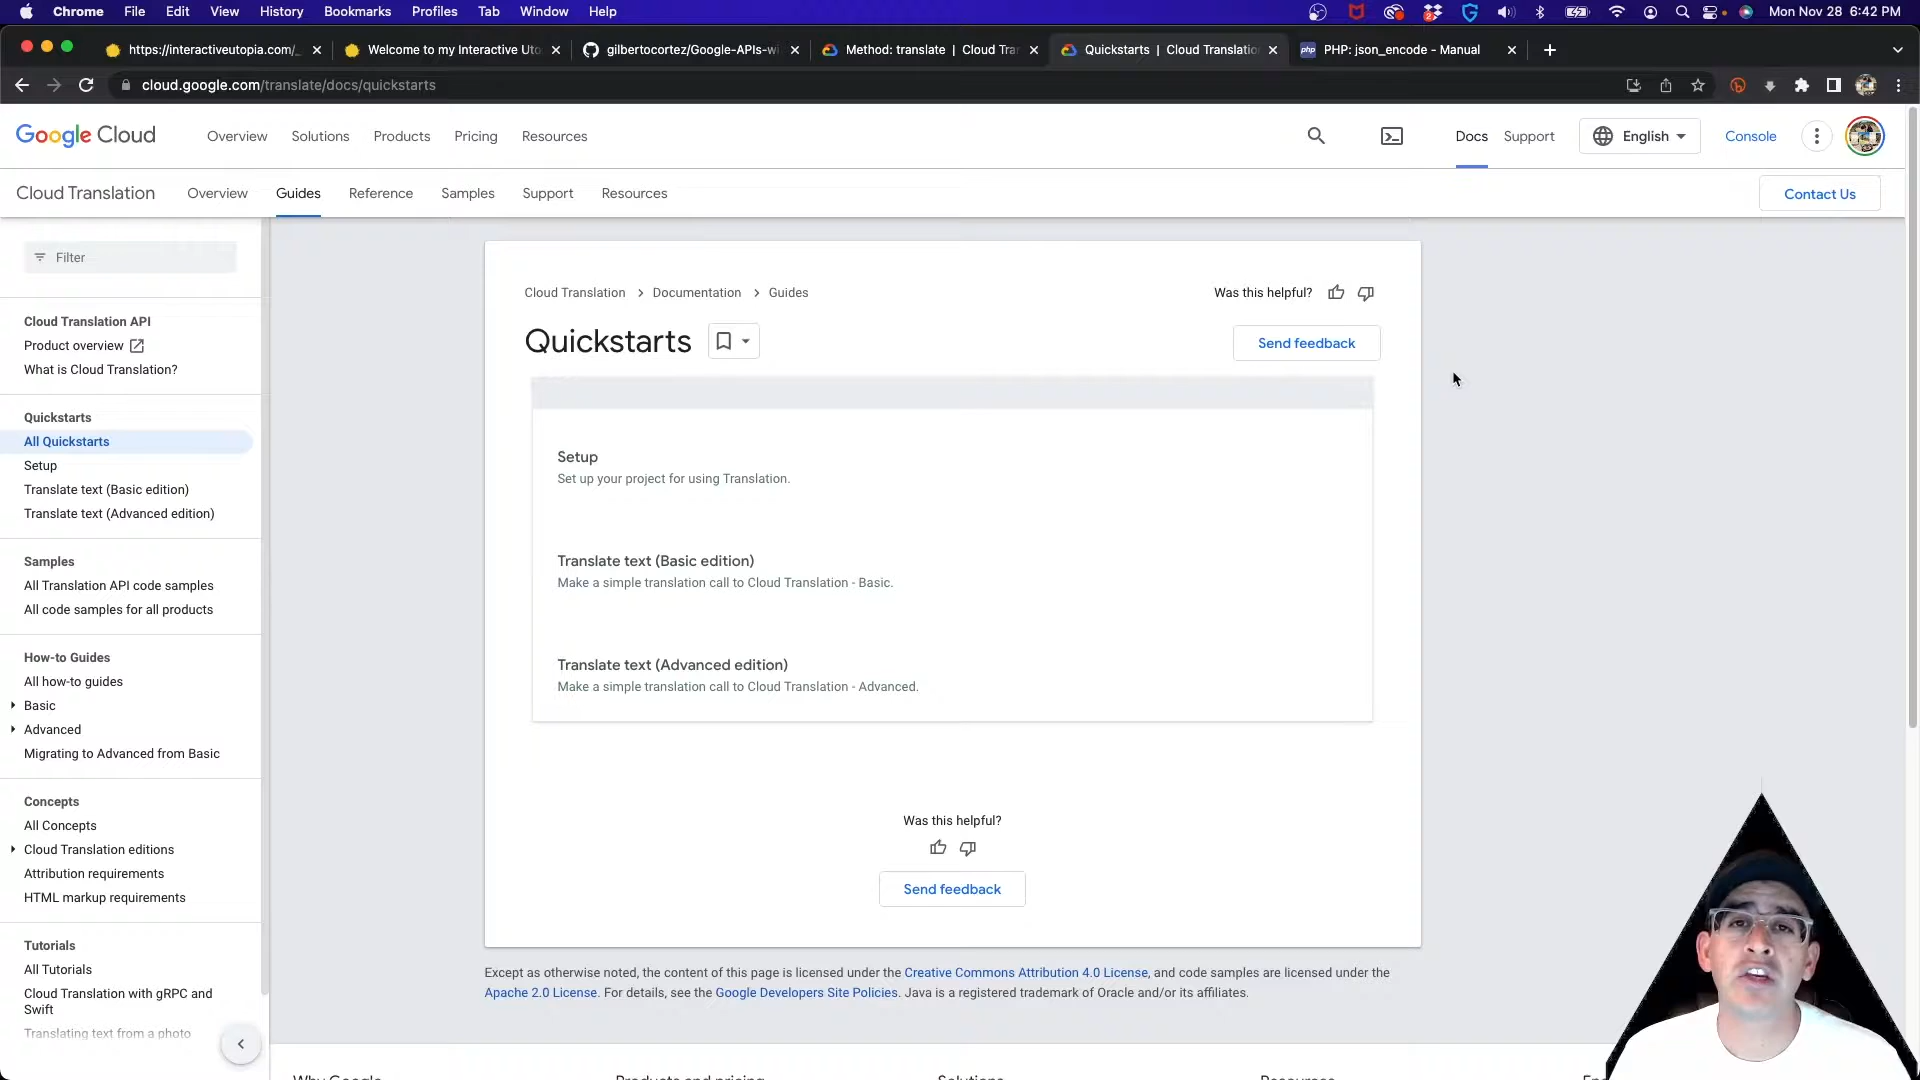 Chrome File Edit View History Bookmarks Profiles Tab Window Help Mon Nov 28 6:42 PM
https://interactiveutopia.com/_ Welcome to my Interactive Uto gilbertocortez/Google-APIs-wi Method: translate | Cloud Tran Quickstarts | Cloud Translatio php PHP: json_encode - Manual
cloud.google.com/translate/docs/quickstarts
Google Cloud Overview Solutions Products Pricing Resources Docs Support English Console
Cloud Translation Overview Guides Reference Samples Support Resources Contact Us
Filter
Cloud Translation API
Product overview
What is Cloud Translation?
Quickstarts
All Quickstarts
Setup
Translate text (Basic edition)
Translate text (Advanced edition)
Samples
All Translation API code samples
All code samples for all products
How-to Guides
All how-to guides
Basic
Advanced
Migrating to Advanced from Basic
Concepts
All Concepts
Cloud Translation editions
Attribution requirements
HTML markup requirements
Tutorials
All Tutorials
Cloud Translation with gRPC and
Swift
Translating text from a photo
Cloud Translation > Documentation > Guides Was this helpful?
Quickstarts Send feedback
Setup
Set up your project for using Translation.
Translate text (Basic edition)
Make a simple translation call to Cloud Translation - Basic.
Translate text (Advanced edition)
Make a simple translation call to Cloud Translation - Advanced.
Was this helpful?
Send feedback
Except as otherwise noted, the content of this page is licensed under the Creative Commons Attribution 4.0 License, and code samples are licensed under the
Apache 2.0 License. For details, see the Google Developers Site Policies. Java is a registered trademark of Oracle and/or its affiliates.
Why Google Products and pricing Solutions Resources